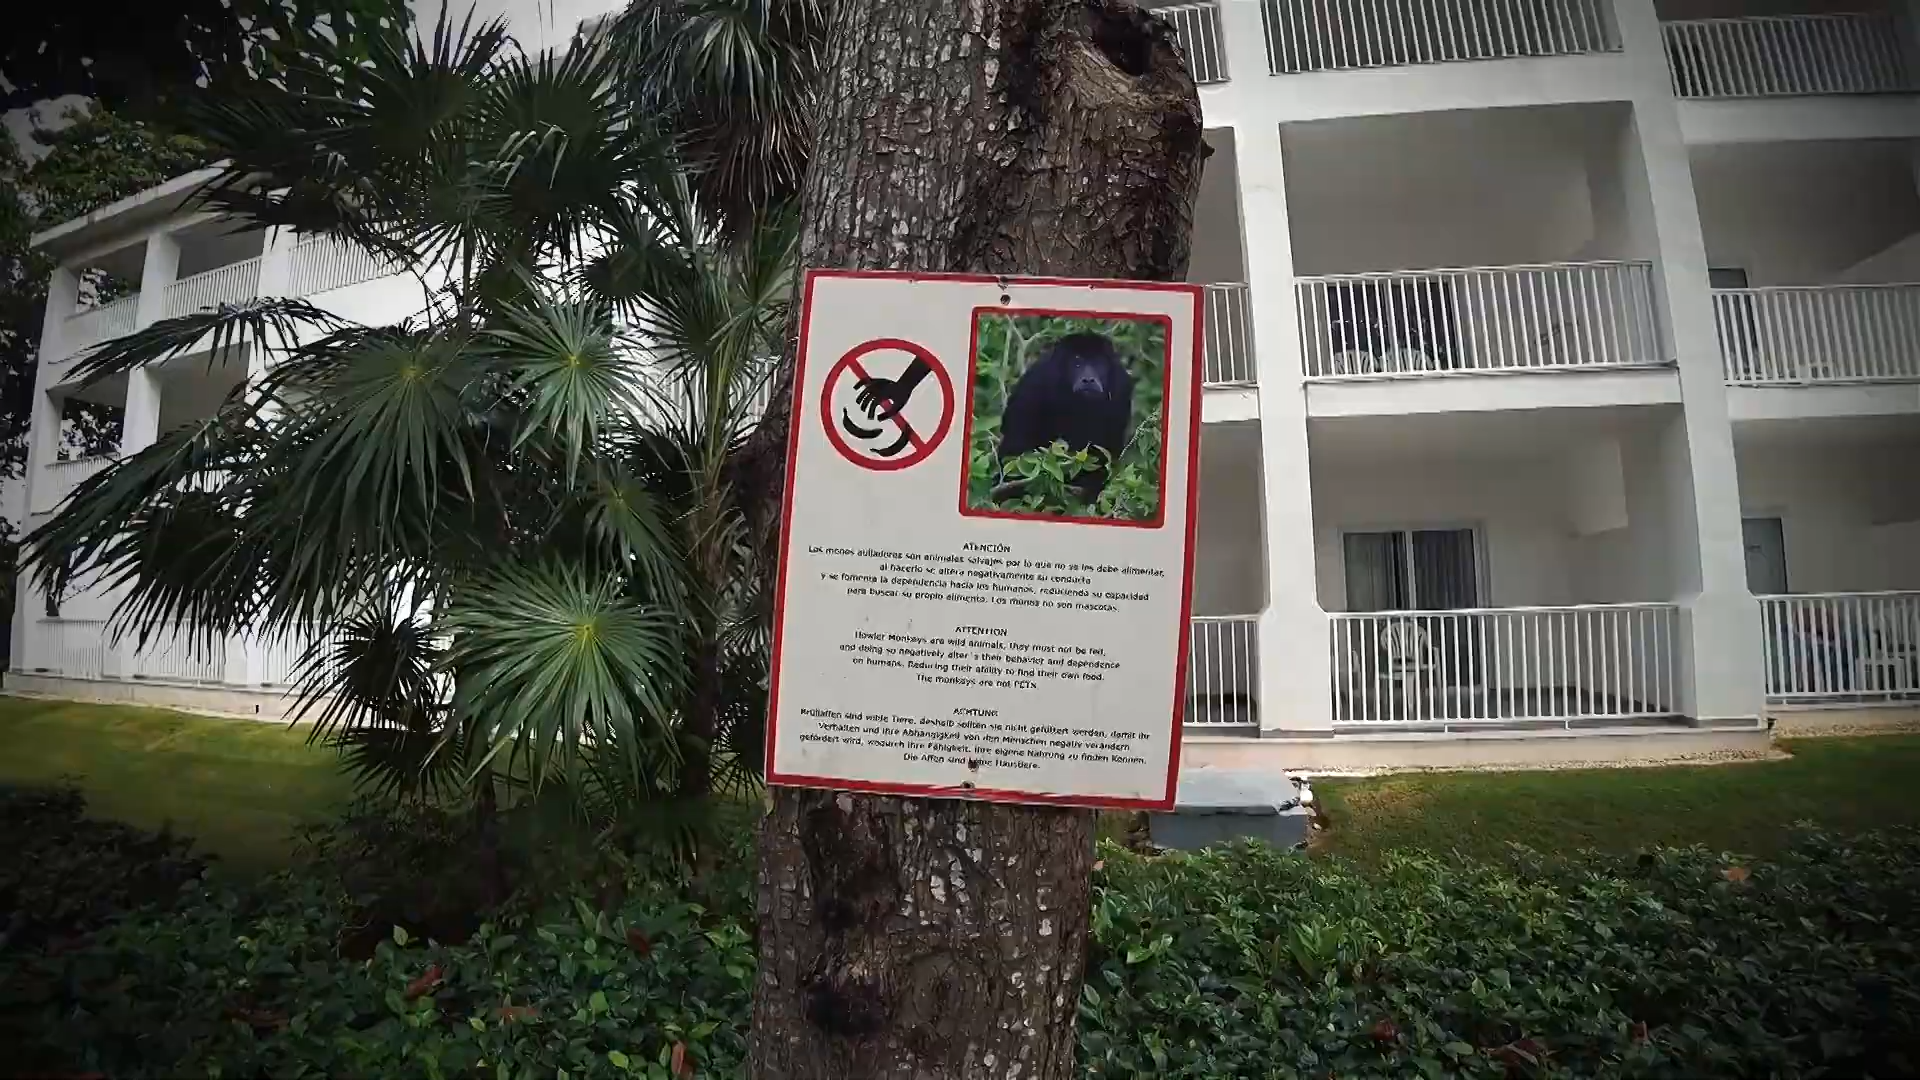 ATENCIÓN
Los monos aulladores son animales salvajes por lo que no se les debe alimentar,
al hacerlo se altera negativamente su conducta
y se fomenta la dependencia hacia los humanos, reduciendo su capacidad
para buscar su propio alimento. Los monos no son mascotas.
ATTENTION
Howler Monkeys are wild animals, they must not be fed,
and doing so negatively alter´s their behavior and dependence
on humans. Reducing their ability to find their own food.
The monkeys are not PETs
ACHTUNG
Brüllaffen sind wilde Tiere, deshalb sollten sie nicht gefüttert werden, damit ihr
Verhalten und ihre Abhängigkeit von den Menschen negativ verändern
gefördert wird, wodurch ihre Fähigkeit, ihre eigene Nahrung zu finden können.
Die Affen sind keine Haustiere.